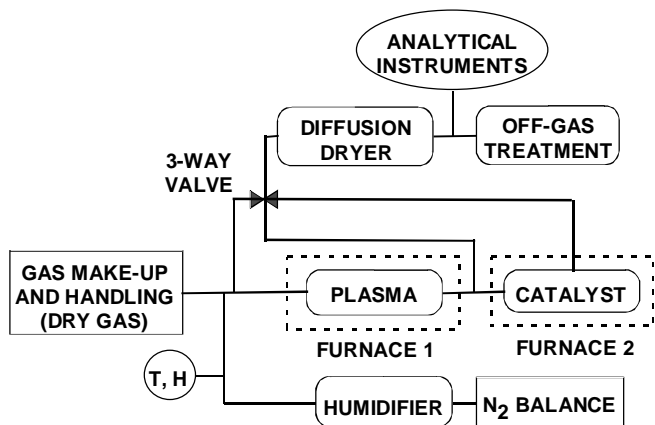 ANALYTICAL
INSTRUMENTS
DIFFUSION
DRYER
OFF-GAS
TREATMENT
3-WAY
VALVE
GAS MAKE-UP
AND HANDLING
(DRY GAS)
PLASMA
CATALYST
FURNACE 1
FURNACE 2
T, H
HUMIDIFIER
N₂ BALANCE